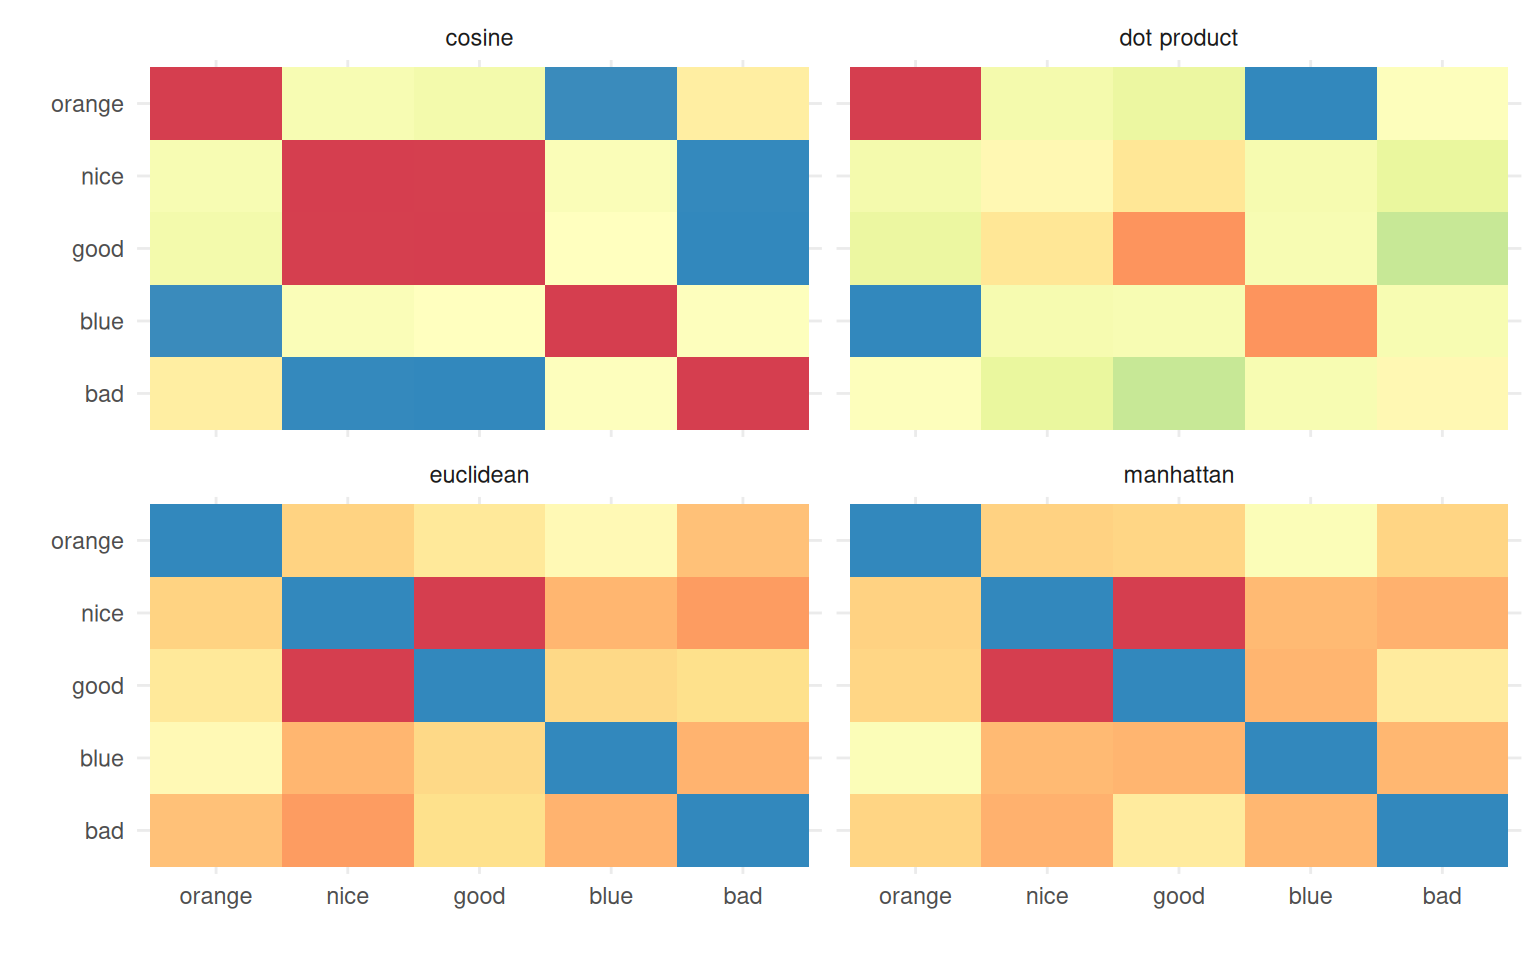 cosine
dot product
orange
nice
good
blue
bad
euclidean
manhattan
orange
nice
good
blue
bad
orange nice good blue bad
orange nice good blue bad